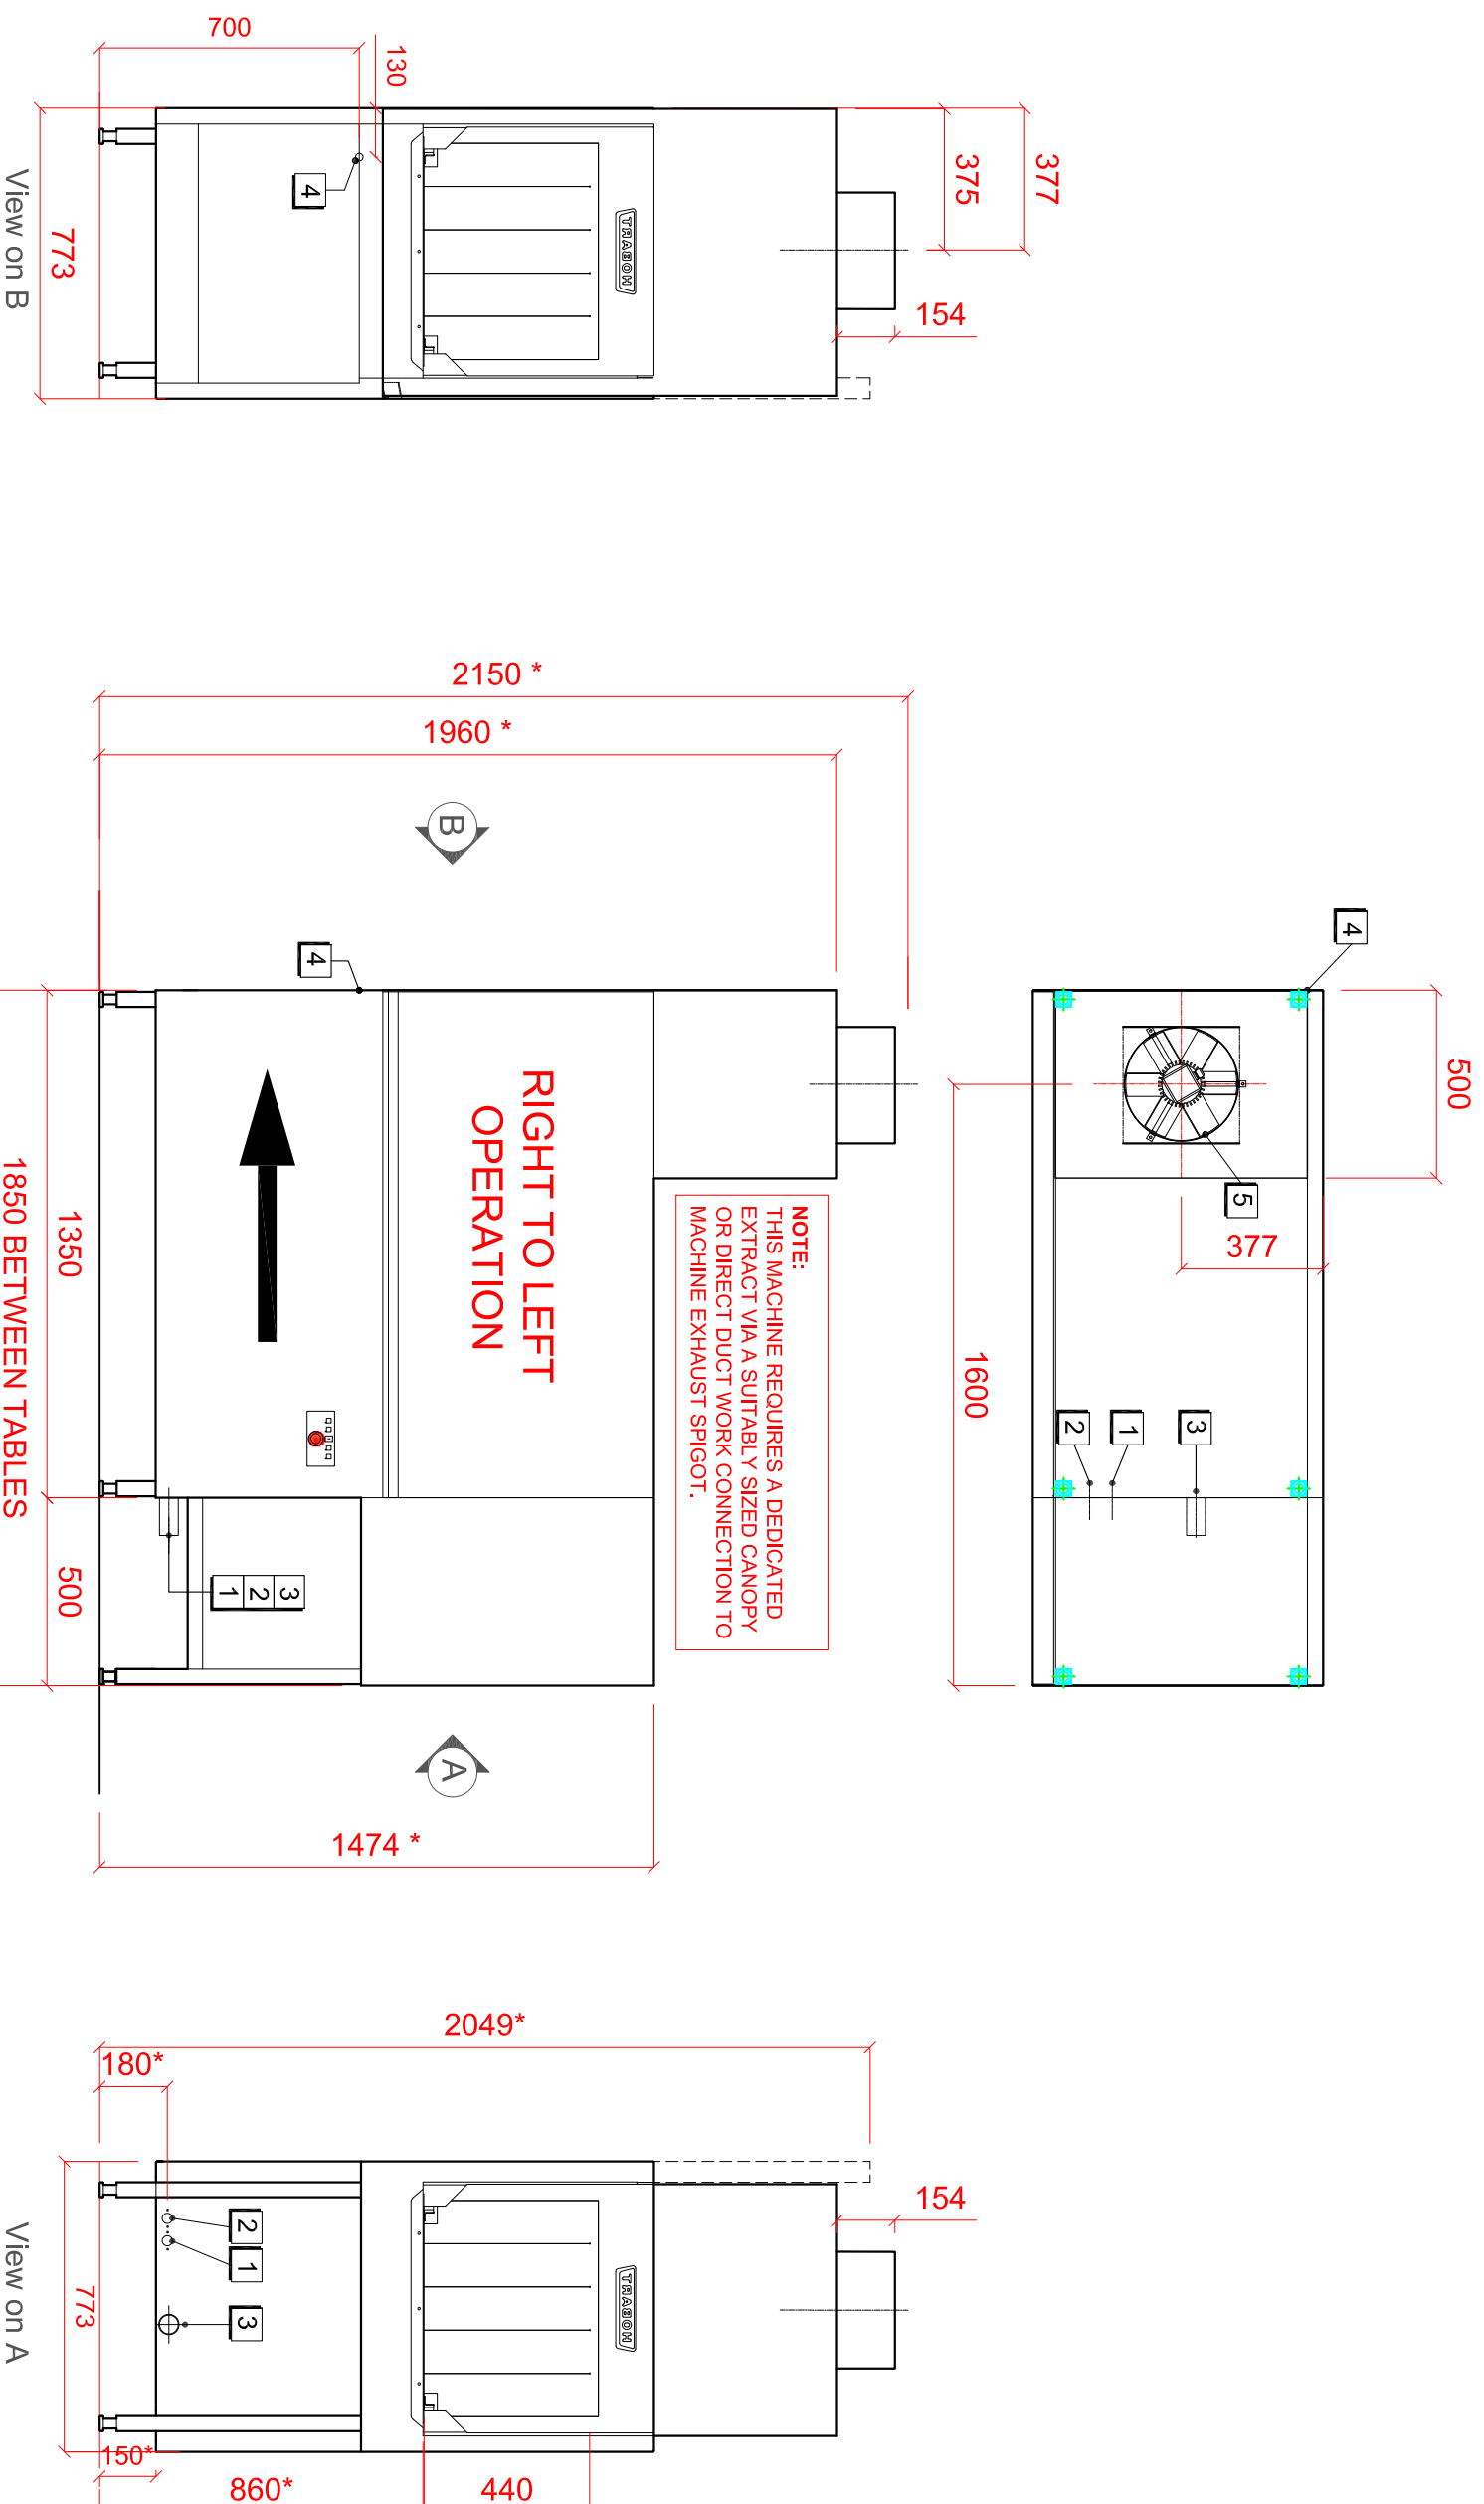 4
500
5
377
1600
3
1
2
377
375
154
TRABOH
130
4
700
773
View on B
2150 *
1960 *
B
NOTE:
THIS MACHINE REQUIRES A DEDICATED
EXTRACT VIA A SUITABLY SIZED CANOPY
OR DIRECT DUCT WORK CONNECTION TO
MACHINE EXHAUST SPIGOT.
RIGHT TO LEFT
OPERATION
4
3
2
1
1350
500
1850 BETWEEN TABLES
A
1474 *
2049*
180*
154
TRABOH
2
1
3
440
860*
150*
773
View on A